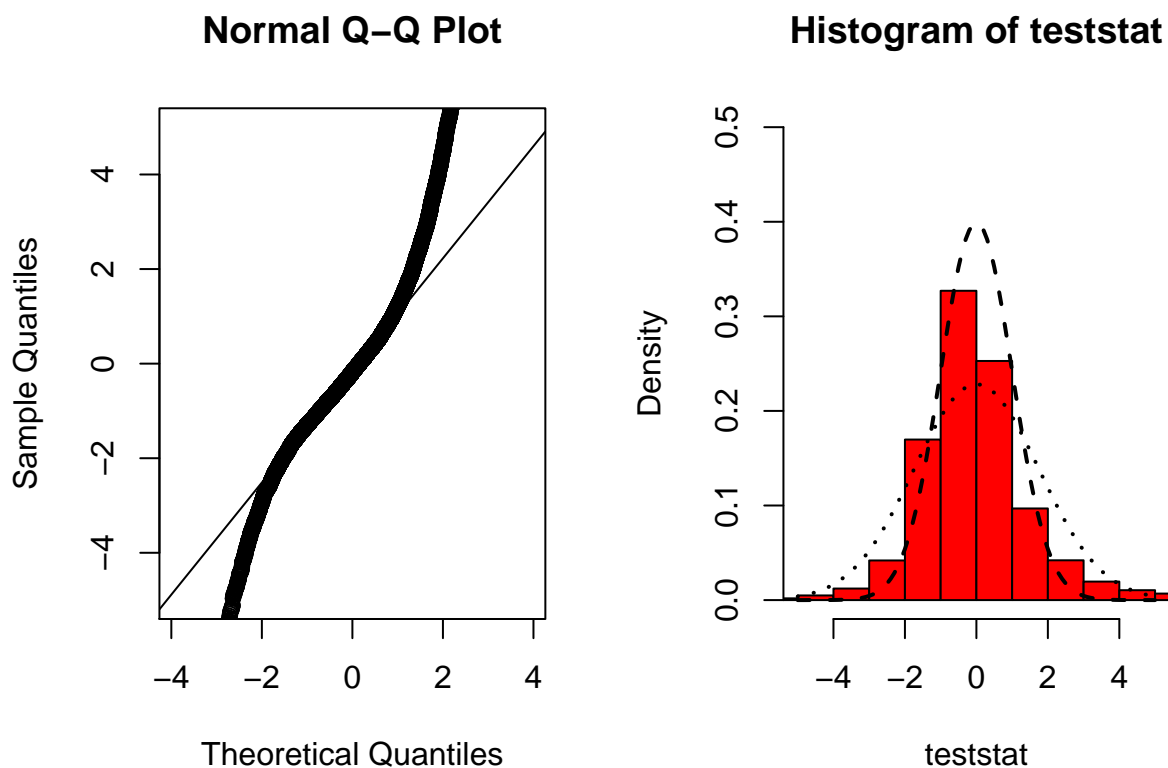 Normal Q−Q Plot
Sample Quantiles
4
2
0
−2
−4
−4 −2 0 2 4
Theoretical Quantiles
Histogram of teststat
Density
0.5
0.4
0.3
0.2
0.1
0.0
−4 −2 0 2 4
teststat